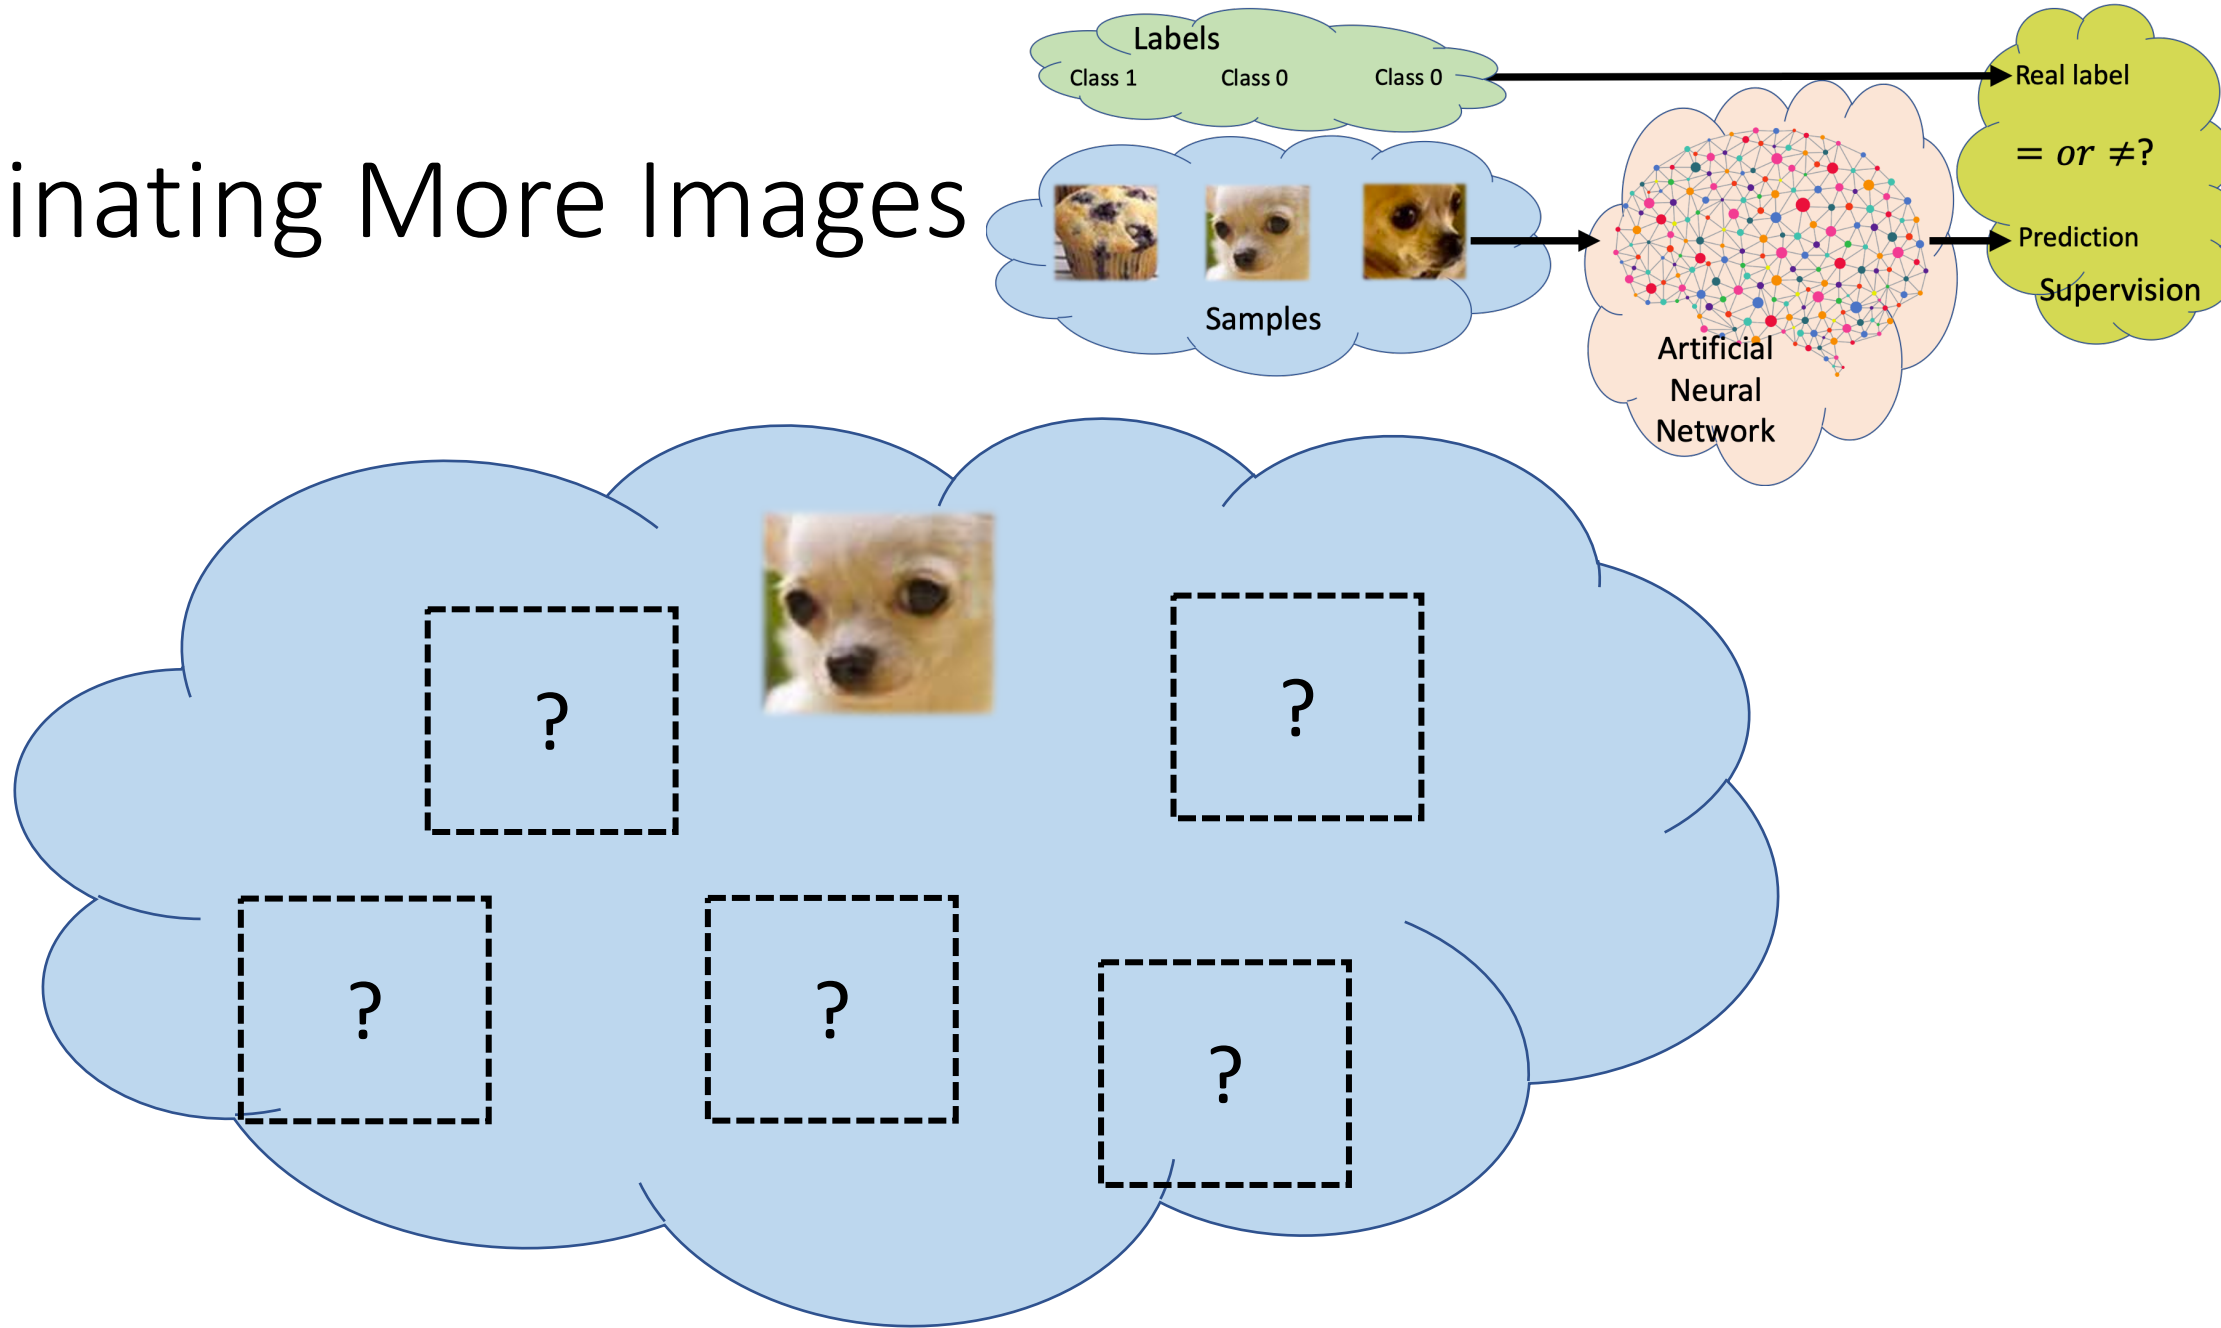 inating More Images
Labels
Class 1 Class 0 Class 0
Samples
Artificial
Neural
Network
Real label
= or ≠?
Prediction
Supervision
?
?
?
?
?